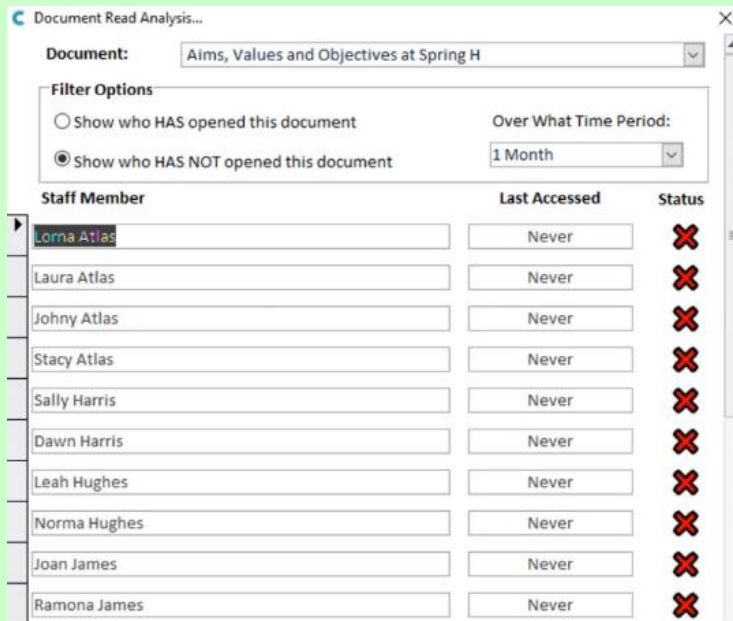 Document Read Analysis...
Document: Aims, Values and Objectives at Spring H
Filter Options
Show who HAS opened this document
Over What Time Period:
Show who HAS NOT opened this document
1 Month
Staff Member Last Accessed Status
Lorna Atlas Never
Laura Atlas Never
Johny Atlas Never
Stacy Atlas Never
Sally Harris Never
Dawn Harris Never
Leah Hughes Never
Norma Hughes Never
Joan James Never
Ramona James Never